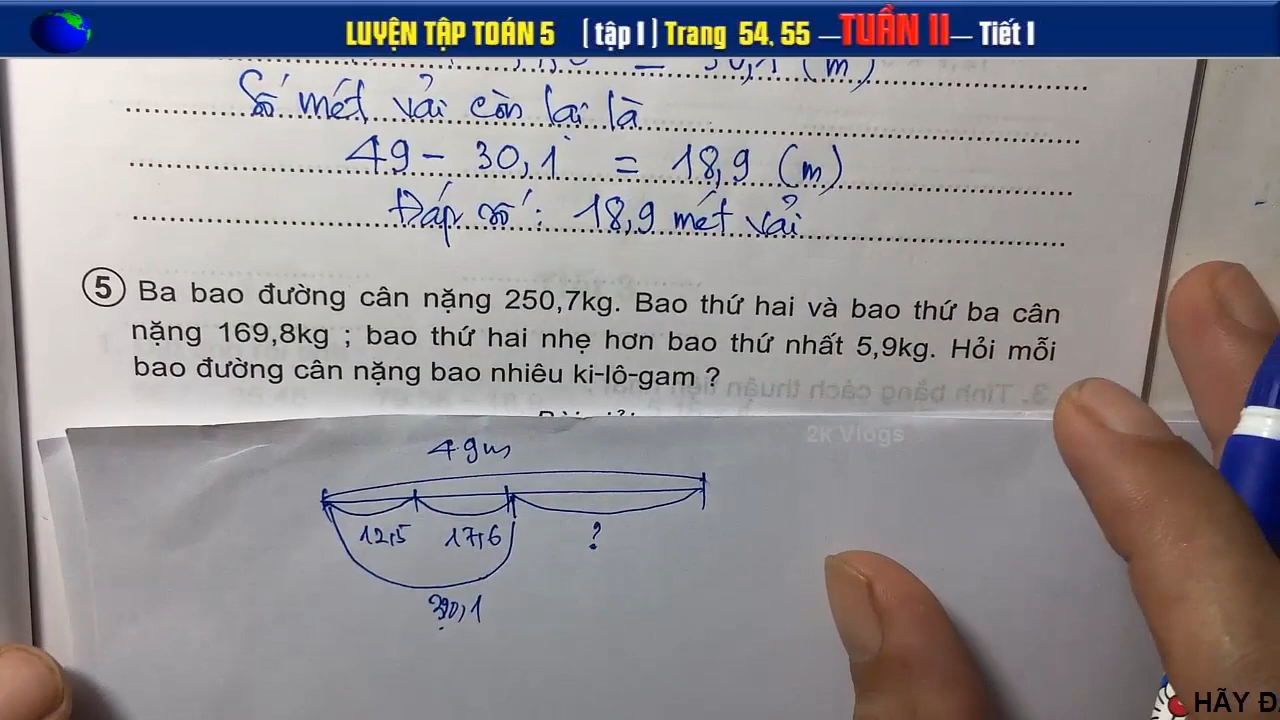 LUYỆN TẬP TOÁN 5 [ tập 1 ] Trang 54. 55 —TUẦN 11— Tiết 1
= 30,1 (m)
Số mét vải còn lại là
49 - 30,1 = 18,9 (m)
Đáp số : 18,9 mét vải
5 Ba bao đường cân nặng 250,7kg. Bao thứ hai và bao thứ ba cân
nặng 169,8kg ; bao thứ hai nhẹ hơn bao thứ nhất 5,9kg. Hỏi mỗi
bao đường cân nặng bao nhiêu ki-lô-gam ?
2K Vlogs
49m
12,5 17,6 ?
30,1
HÃY Đ